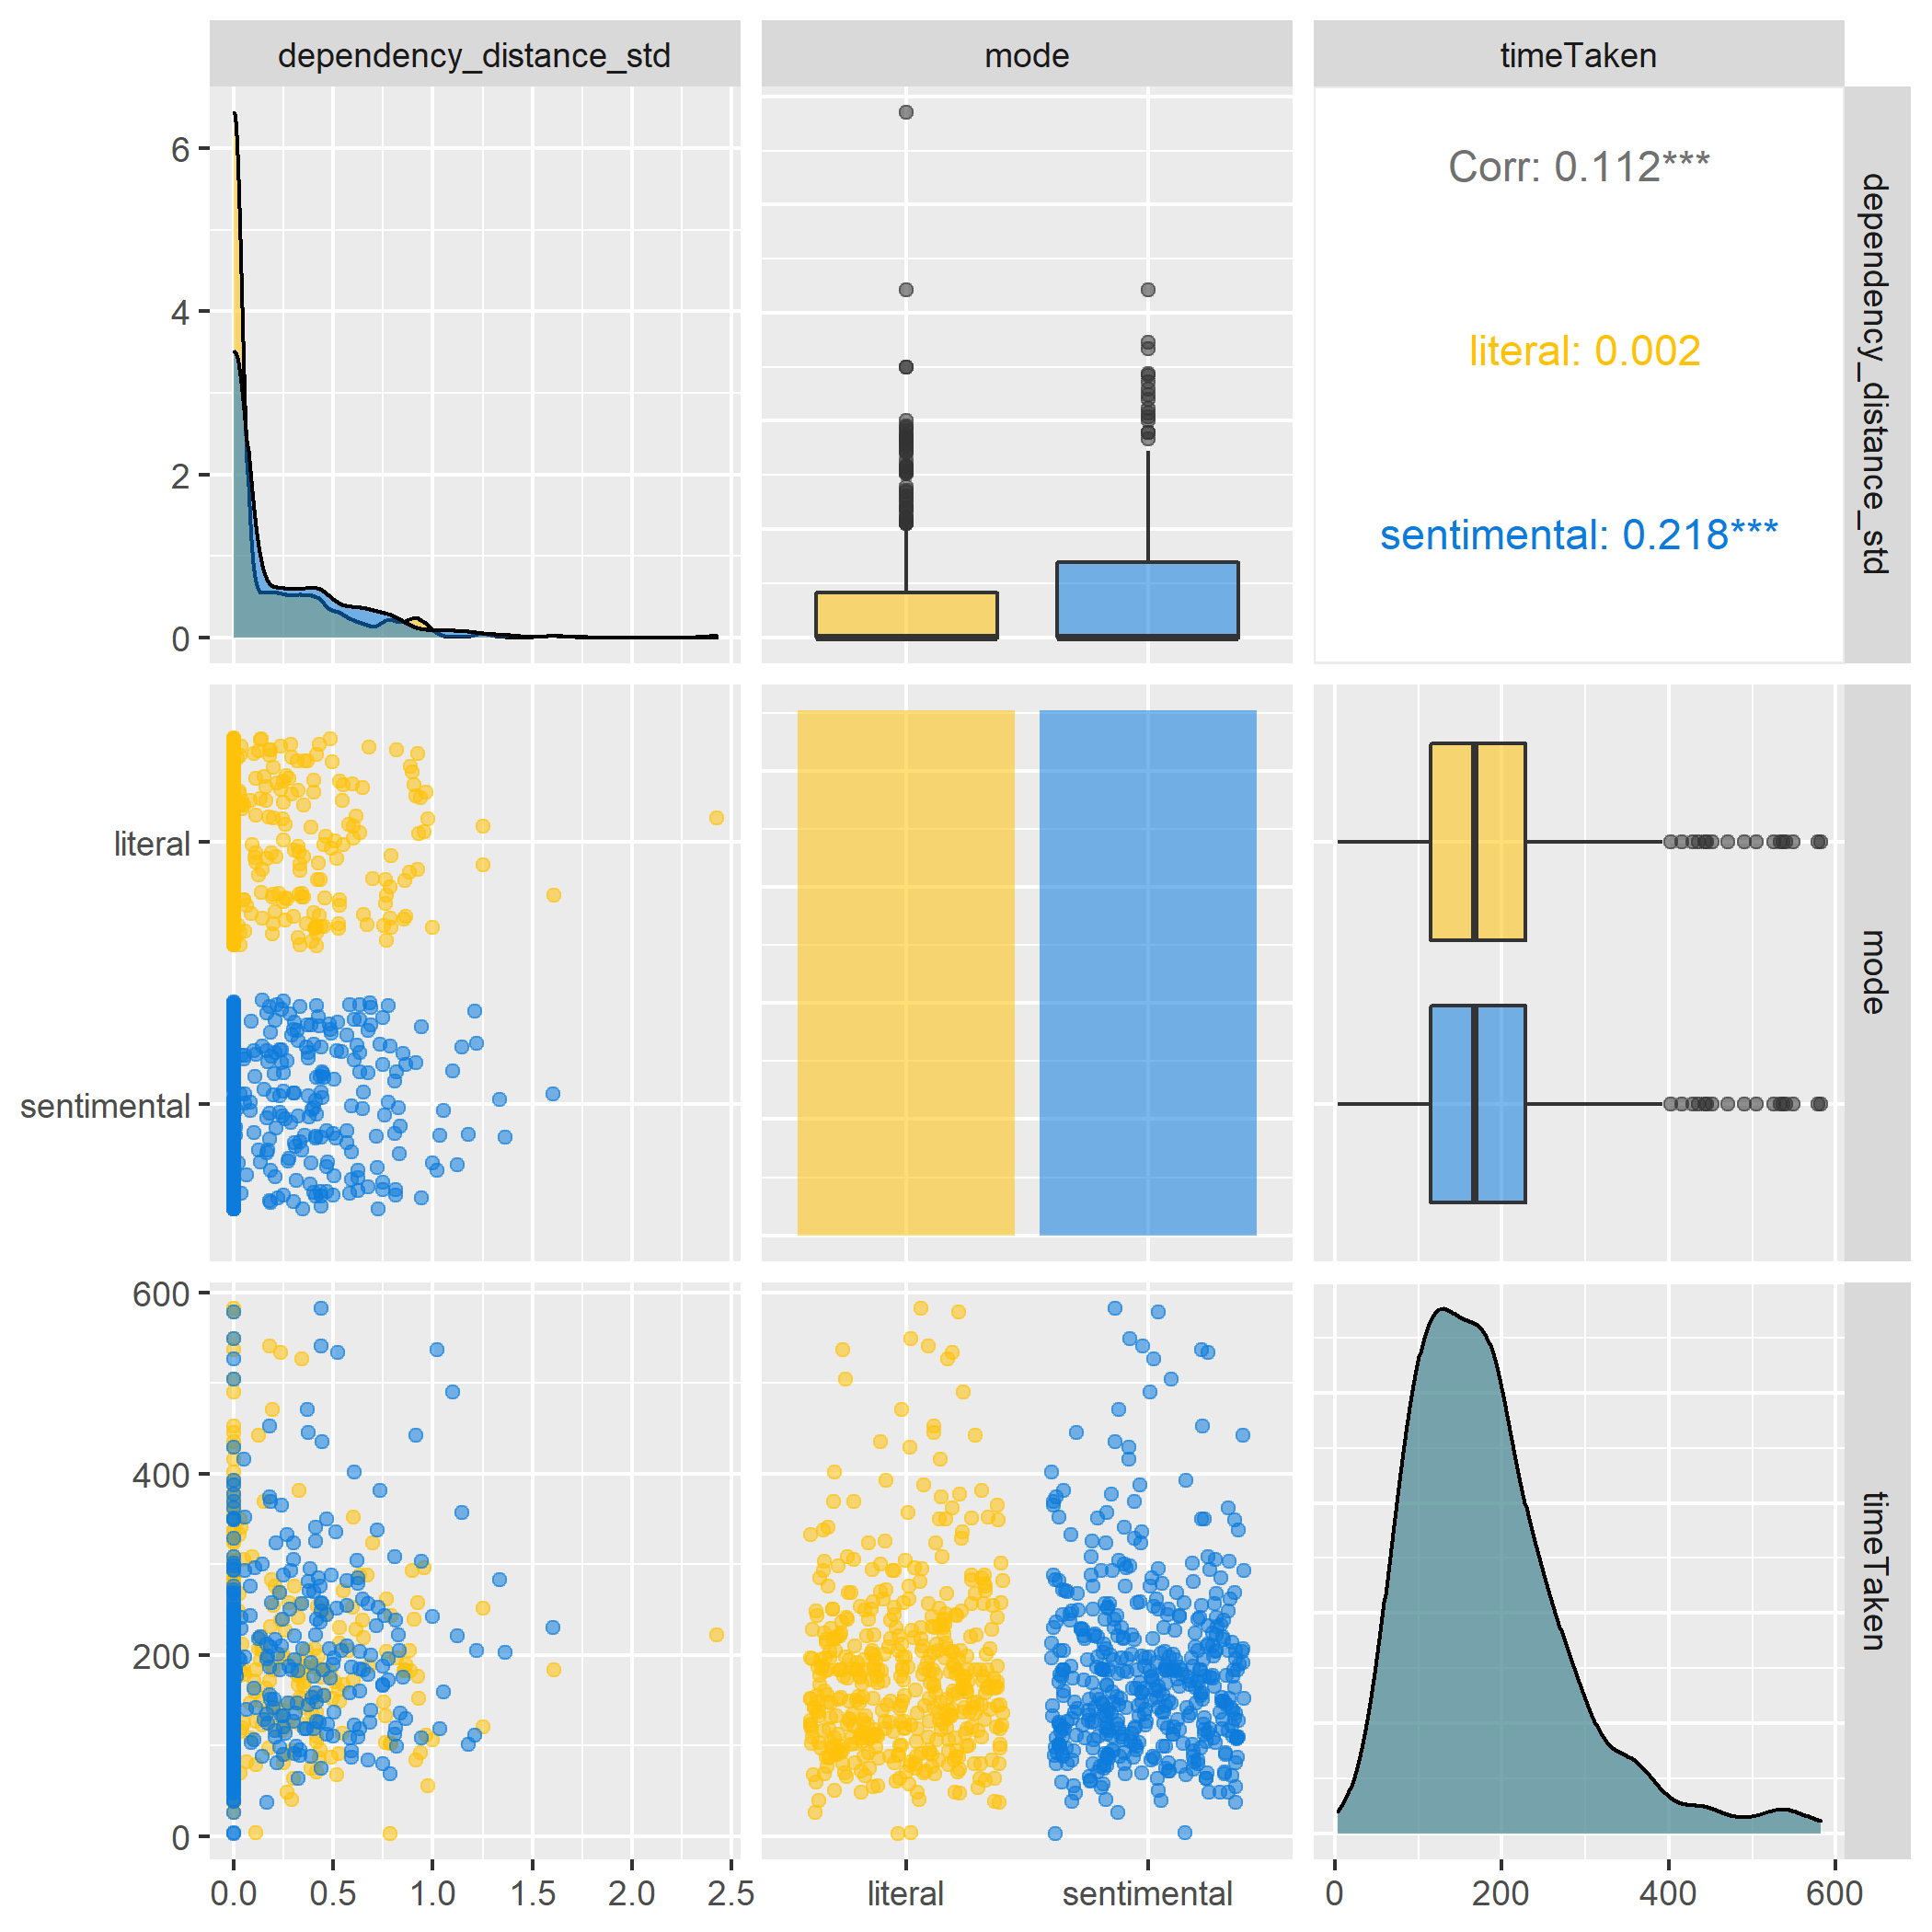 dependency_distance_std
mode
timeTaken
6
4
2
0
Corr: 0.112***
literal: 0.002
sentimental: 0.218***
dependency_distance_std
literal
sentimental
mode
600
400
200
0
timeTaken
0.0 0.5 1.0 1.5 2.0 2.5
literal sentimental
0 200 400 600